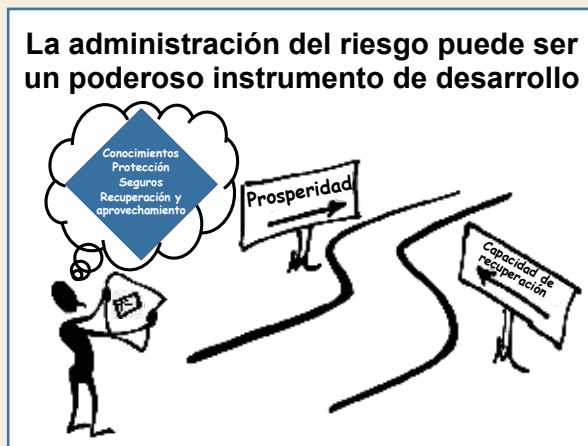 La administración del riesgo puede ser
un poderoso instrumento de desarrollo
Conocimientos
Protección
Seguros
Recuperación y
aprovechamiento
Prosperidad
Capacidad de
recuperación